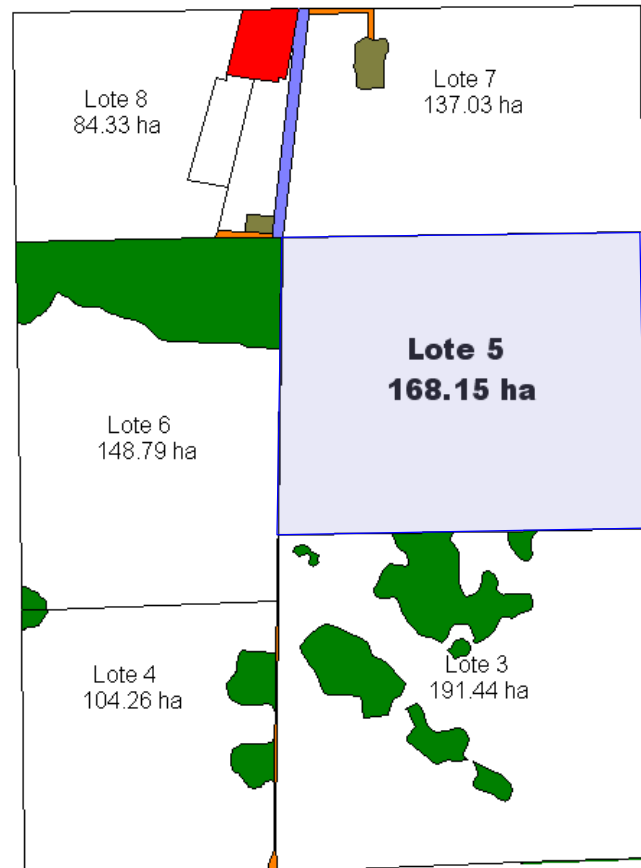 Lote 8
84.33 ha
Lote 7
137.03 ha
Lote 5
168.15 ha
Lote 6
148.79 ha
Lote 4
104.26 ha
Lote 3
191.44 ha